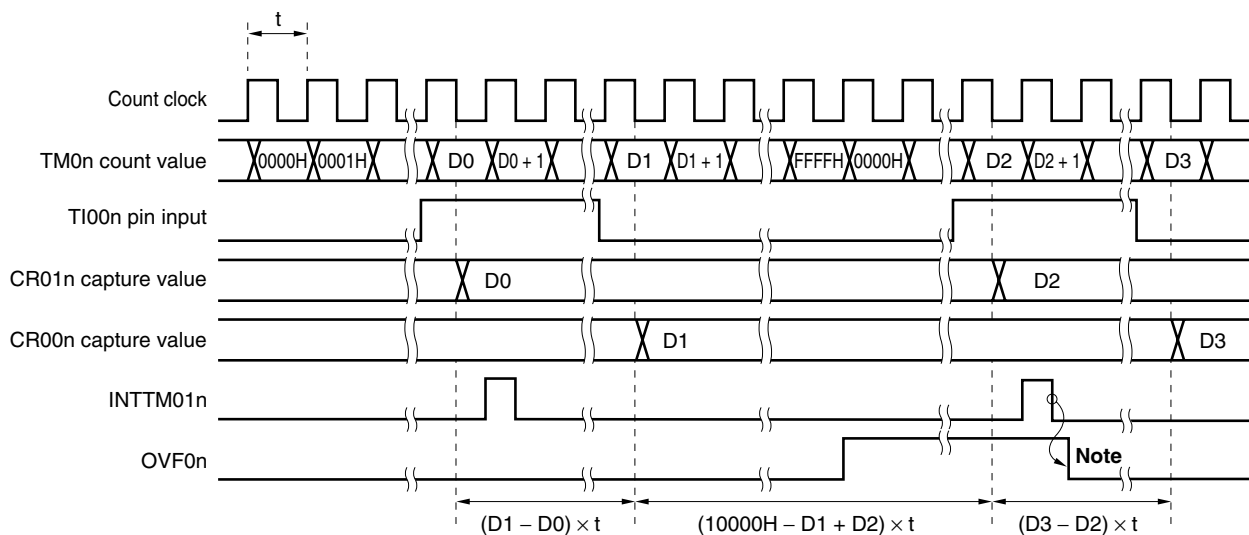 t
Count clock
TM0n count value 0000H 0001H D0 D0 + 1 D1 D1 + 1 FFFFH 0000H D2 D2 + 1 D3
TI00n pin input
CR01n capture value D0 D2
CR00n capture value D1 D3
INTTM01n
OVF0n Note
(D1 – D0) × t (10000H – D1 + D2) × t (D3 – D2) × t